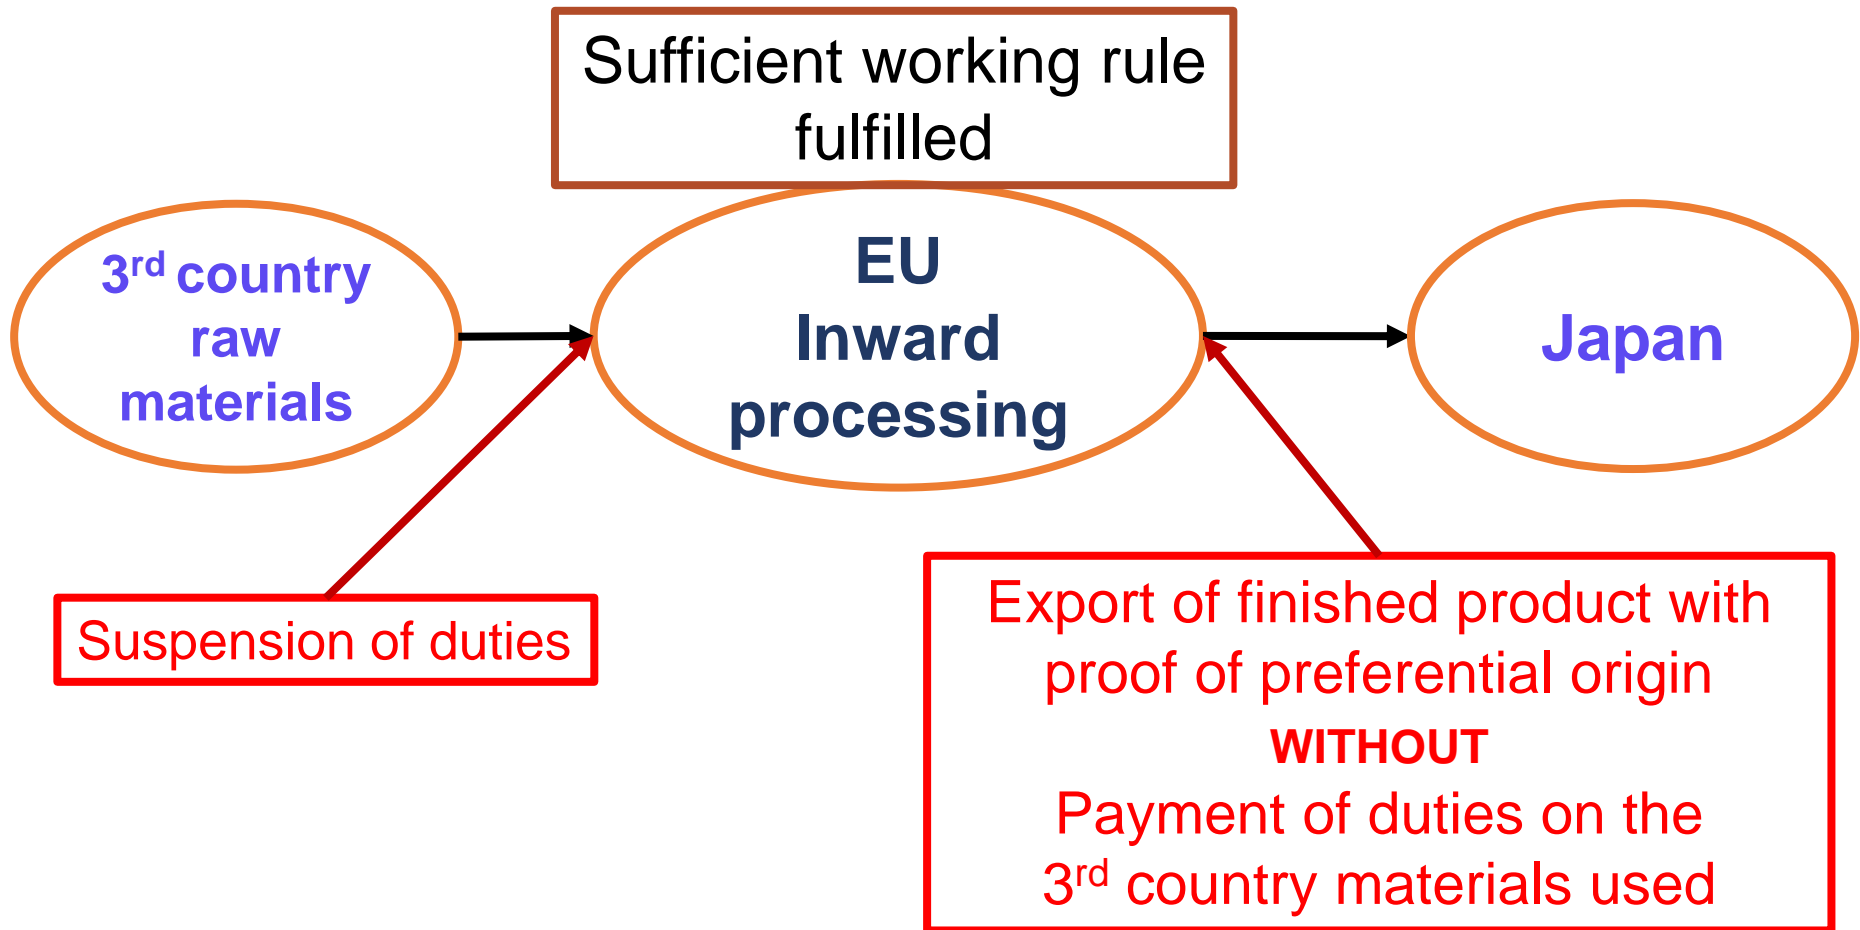 Sufficient working rule
fulfilled
3rd country
raw
materials
EU
Inward
processing
Japan
Suspension of duties
Export of finished product with
proof of preferential origin
WITHOUT
Payment of duties on the
3rd country materials used